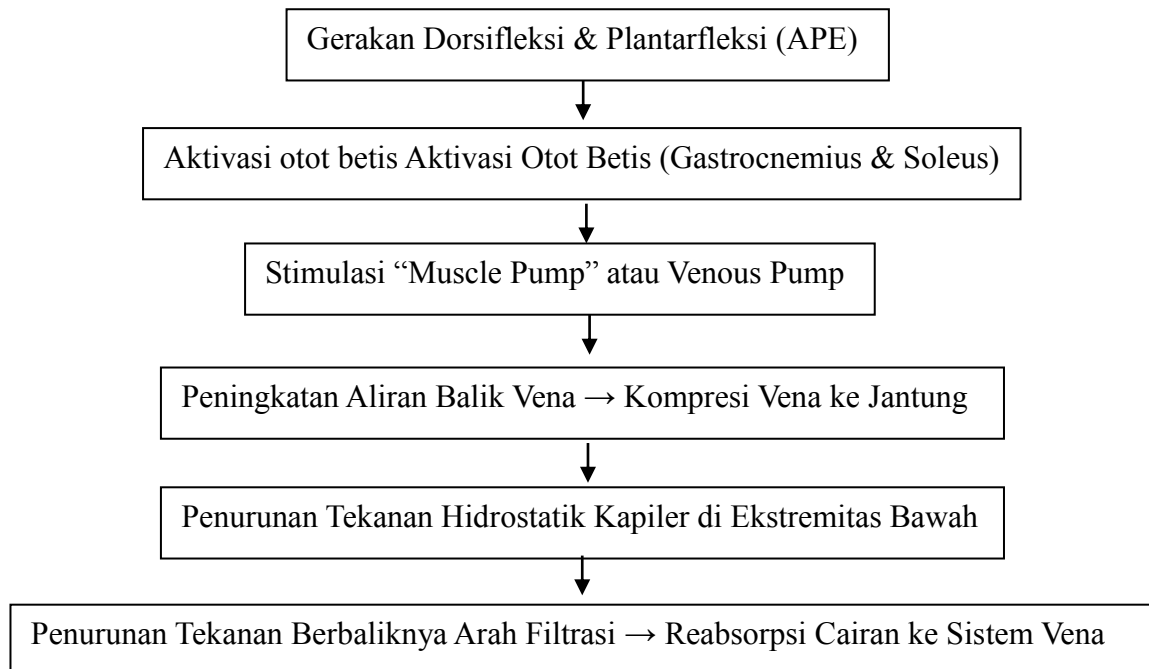 Gerakan Dorsifleksi & Plantarfleksi (APE)
Aktivasi otot betis Aktivasi Otot Betis (Gastrocnemius & Soleus)
Stimulasi “Muscle Pump” atau Venous Pump
Peningkatan Aliran Balik Vena → Kompresi Vena ke Jantung
Penurunan Tekanan Hidrostatik Kapiler di Ekstremitas Bawah
Penurunan Tekanan Berbaliknya Arah Filtrasi → Reabsorpsi Cairan ke Sistem Vena